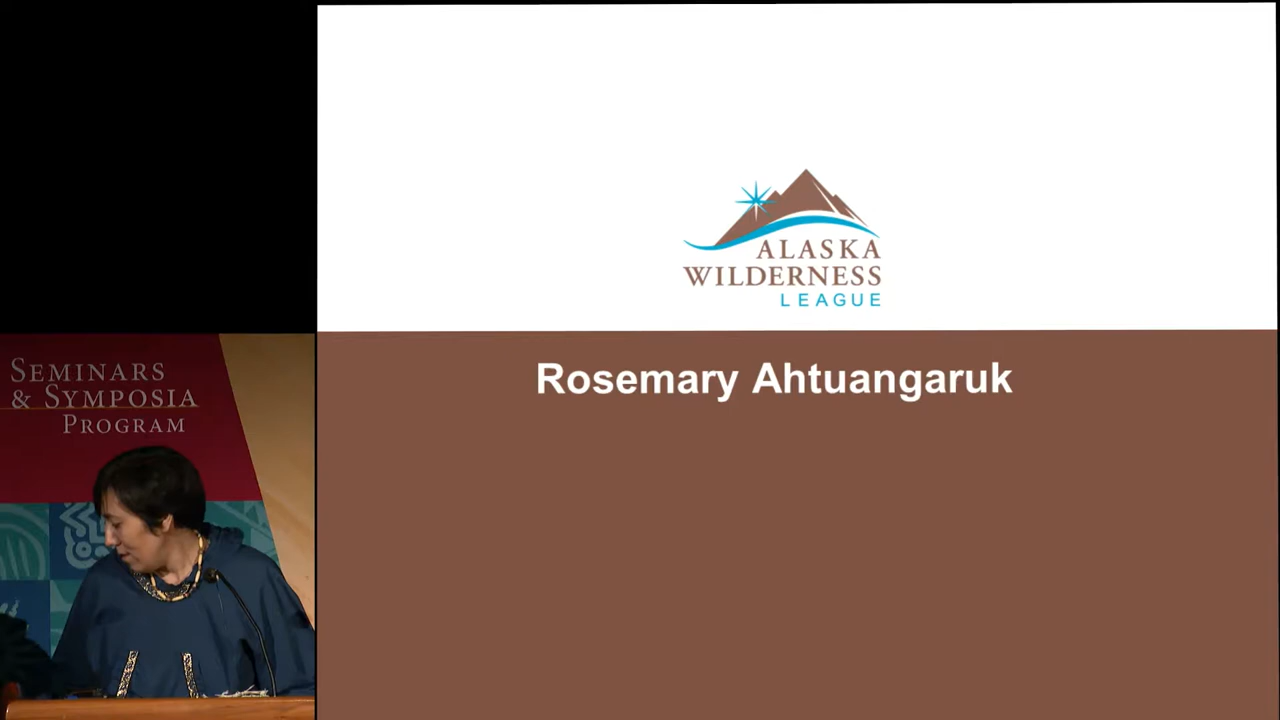 SEMINARS
& SYMPOSIA
PROGRAM
ALASKA
WILDERNESS
LEAGUE
Rosemary Ahtuangaruk